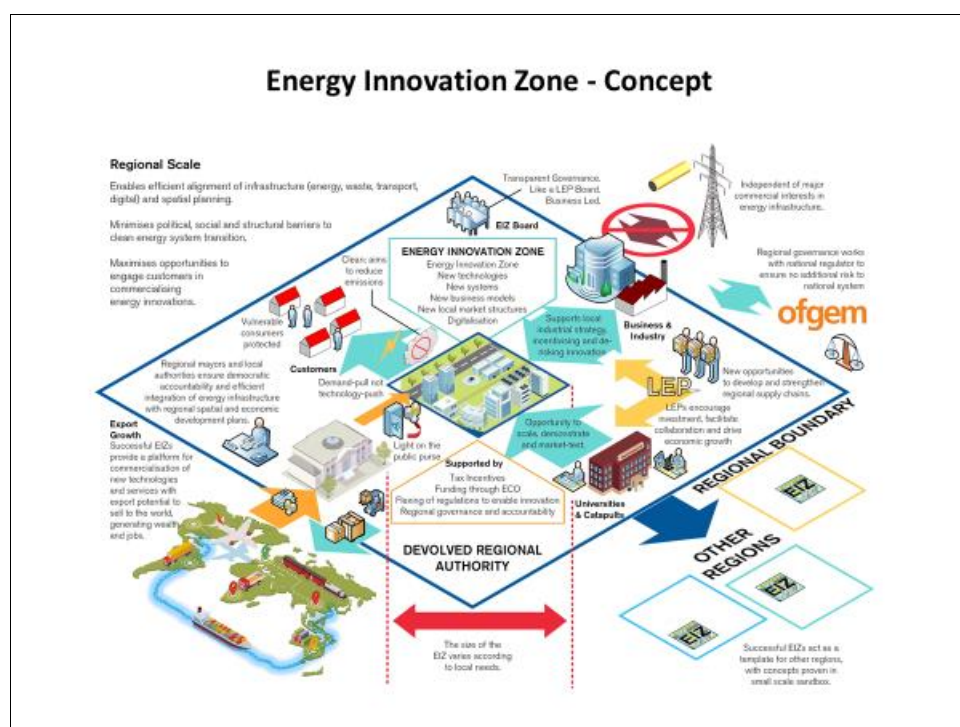 Energy Innovation Zone - Concept
Regional Scale
Enables efficient alignment of infrastructure (energy, waste, transport,
digital) and spatial planning.
Minimises political, social and structural barriers to
clean energy system transition.
Maximises opportunities to
engage customers in
commercialising
energy innovations.
Transparent Governance.
Like a LEP Board.
Business Led.
EIZ Board
Independent of major
commercial interests in
energy infrastructure.
Regional governance works
with national regulator to
ensure no additional risk to
national system
ofgem
Clean; aims
to reduce
emissions
ENERGY INNOVATION ZONE
Energy Innovation Zone
New technologies
New systems
New business models
New local market structures
Digitalisation
Supports local
industrial strategy,
incentivising and de-
risking innovation
Business &
Industry
Vulnerable
consumers
protected
Customers
Demand-pull not
technology-push
Regional mayors and local
authorities ensure democratic
accountability and efficient
integration of energy infrastructure
with regional spatial and economic
development plans.
LEP
New opportunities
to develop and strengthen
regional supply chains.
LEPs encourage
investment, facilitate
collaboration and drive
economic growth
Export
Growth
Successful EIZs
provide a platform for
commercialisation of
new technologies
and services with
export potential to
sell to the world,
generating wealth
and jobs.
Light on the
public purse
Opportunity to
scale, demonstrate
and market-test.
Supported by
Tax Incentives
Funding through ECO
Flexing of regulations to enable innovation
Regional governance and accountability
Universities
& Catapults
DEVOLVED REGIONAL
AUTHORITY
REGIONAL BOUNDARY
OTHER
REGIONS
EIZ
EIZ
EIZ
The size of the
EIZ varies according
to local needs.
Successful EIZs act as a
template for other regions,
with concepts proven in
small scale sandbox.